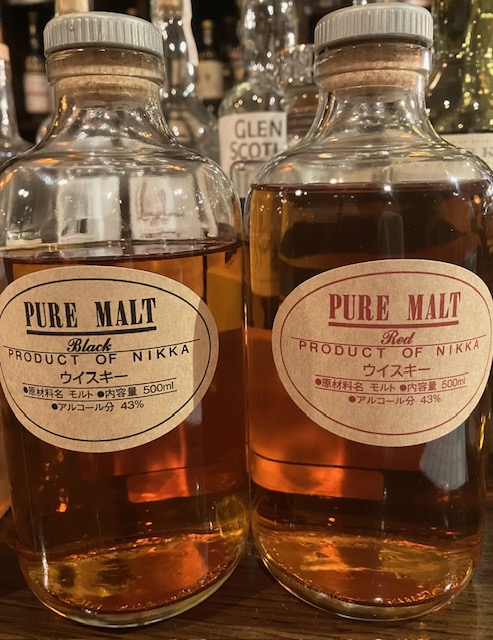 GLEN
SCOTI
PURE MALT
Black
PRODUCT OF NIKKA
ウイスキー
●原材料名 モルト ●内容量 500ml
●アルコール分 43%
PURE MALT
Red
PRODUCT OF NIKKA
ウイスキー
●原材料名 モルト ●内容量 500ml
●アルコール分 43%